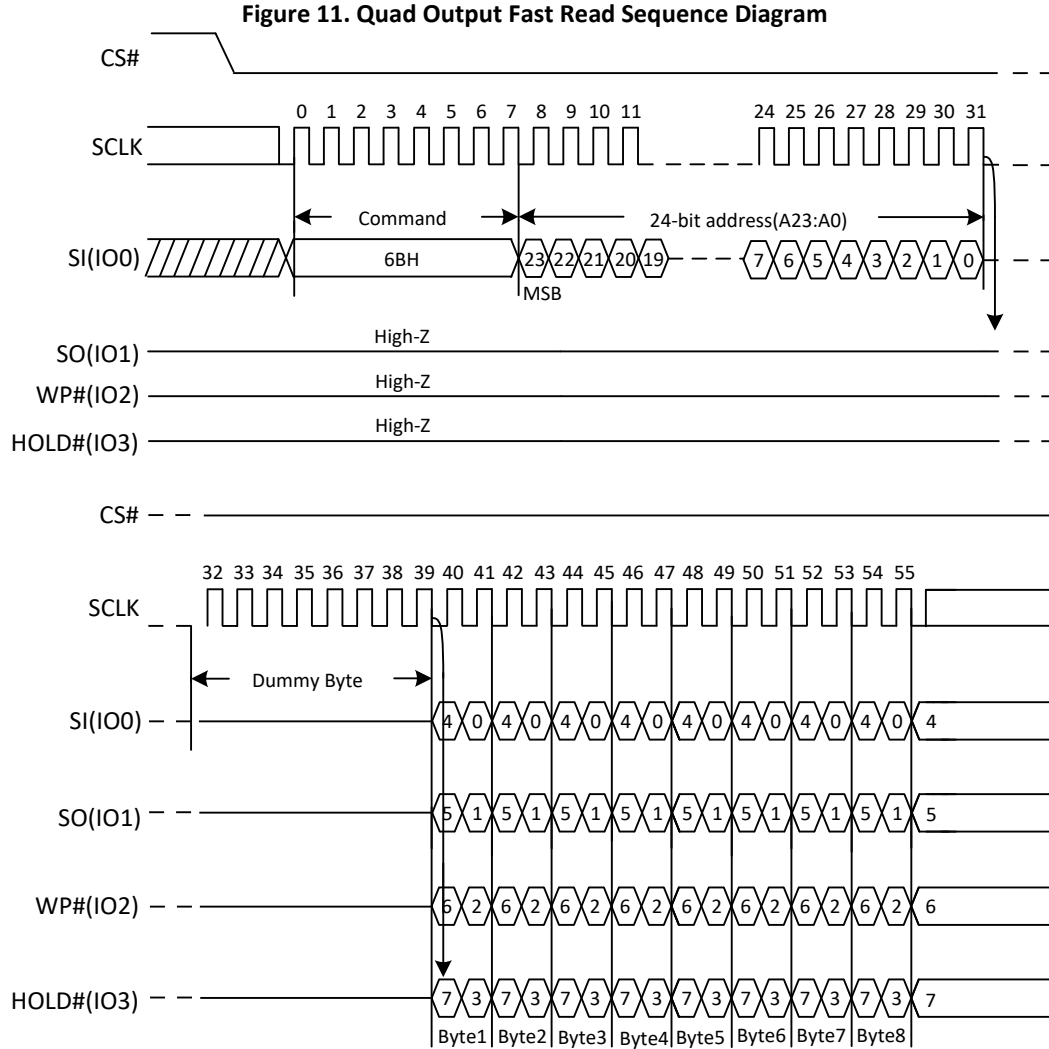 Figure 11. Quad Output Fast Read Sequence Diagram
CS#
0 1 2 3 4 5 6 7 8 9 10 11 24 25 26 27 28 29 30 31
SCLK
Command 24-bit address(A23:A0)
SI(IO0) 6BH 23 22 21 20 19 7 6 5 4 3 2 1 0
MSB
High-Z
SO(IO1)
High-Z
WP#(IO2)
High-Z
HOLD#(IO3)
CS#
32 33 34 35 36 37 38 39 40 41 42 43 44 45 46 47 48 49 50 51 52 53 54 55
SCLK
Dummy Byte
SI(IO0) 4 0 4 0 4 0 4 0 4 0 4 0 4 0 4 0 4
SO(IO1) 5 1 5 1 5 1 5 1 5 1 5 1 5 1 5 1 5
WP#(IO2) 6 2 6 2 6 2 6 2 6 2 6 2 6 2 6 2 6
HOLD#(IO3) 7 3 7 3 7 3 7 3 7 3 7 3 7 3 7 3 7
Byte1 Byte2 Byte3 Byte4 Byte5 Byte6 Byte7 Byte8